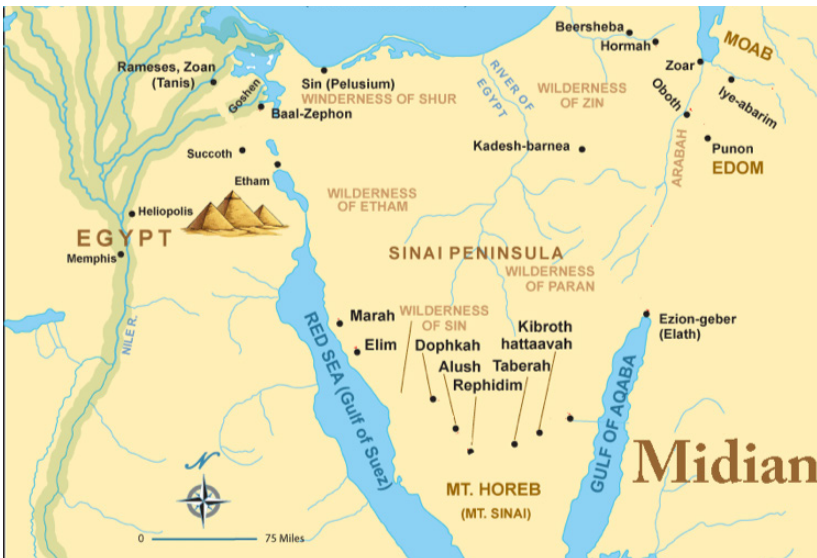 Beersheba
Hormah
MOAB
Zoar
Iye-abarim
Oboth
Rameses, Zoan
(Tanis)
Goshen
Sin (Pelusium)
WINDERNESS OF SHUR
Baal-Zephon
RIVER OF
EGYPT
WILDERNESS
OF ZIN
Succoth
Kadesh-barnea
ARABAH
Punon
EDOM
Etham
WILDERNESS
OF ETHAM
Heliopolis
EGYPT
Memphis
SINAI PENINSULA
WILDERNESS
OF PARAN
NILE R.
Marah
Elim
RED SEA (Gulf of Suez)
WILDERNESS
OF SIN
Dophkah
Alush
Rephidim
Kibroth
hattaavah
Taberah
Ezion-geber
(Elath)
GULF OF AQABA
Midian
MT. HOREB
(MT. SINAI)
N
0 75 Miles